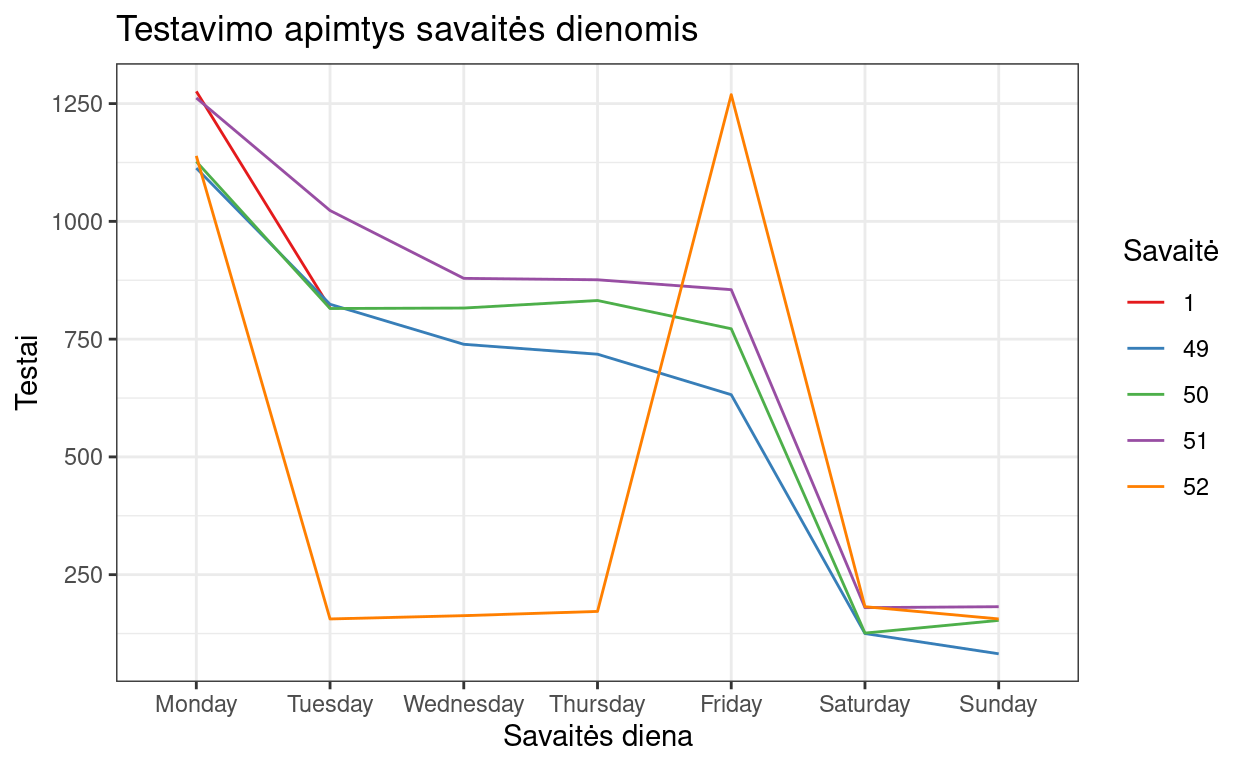 Testavimo apimtys savaitės dienomis
1250
1000
750
500
250
Testai
Monday Tuesday Wednesday Thursday Friday Saturday Sunday
Savaitės diena
Savaitė
1
49
50
51
52